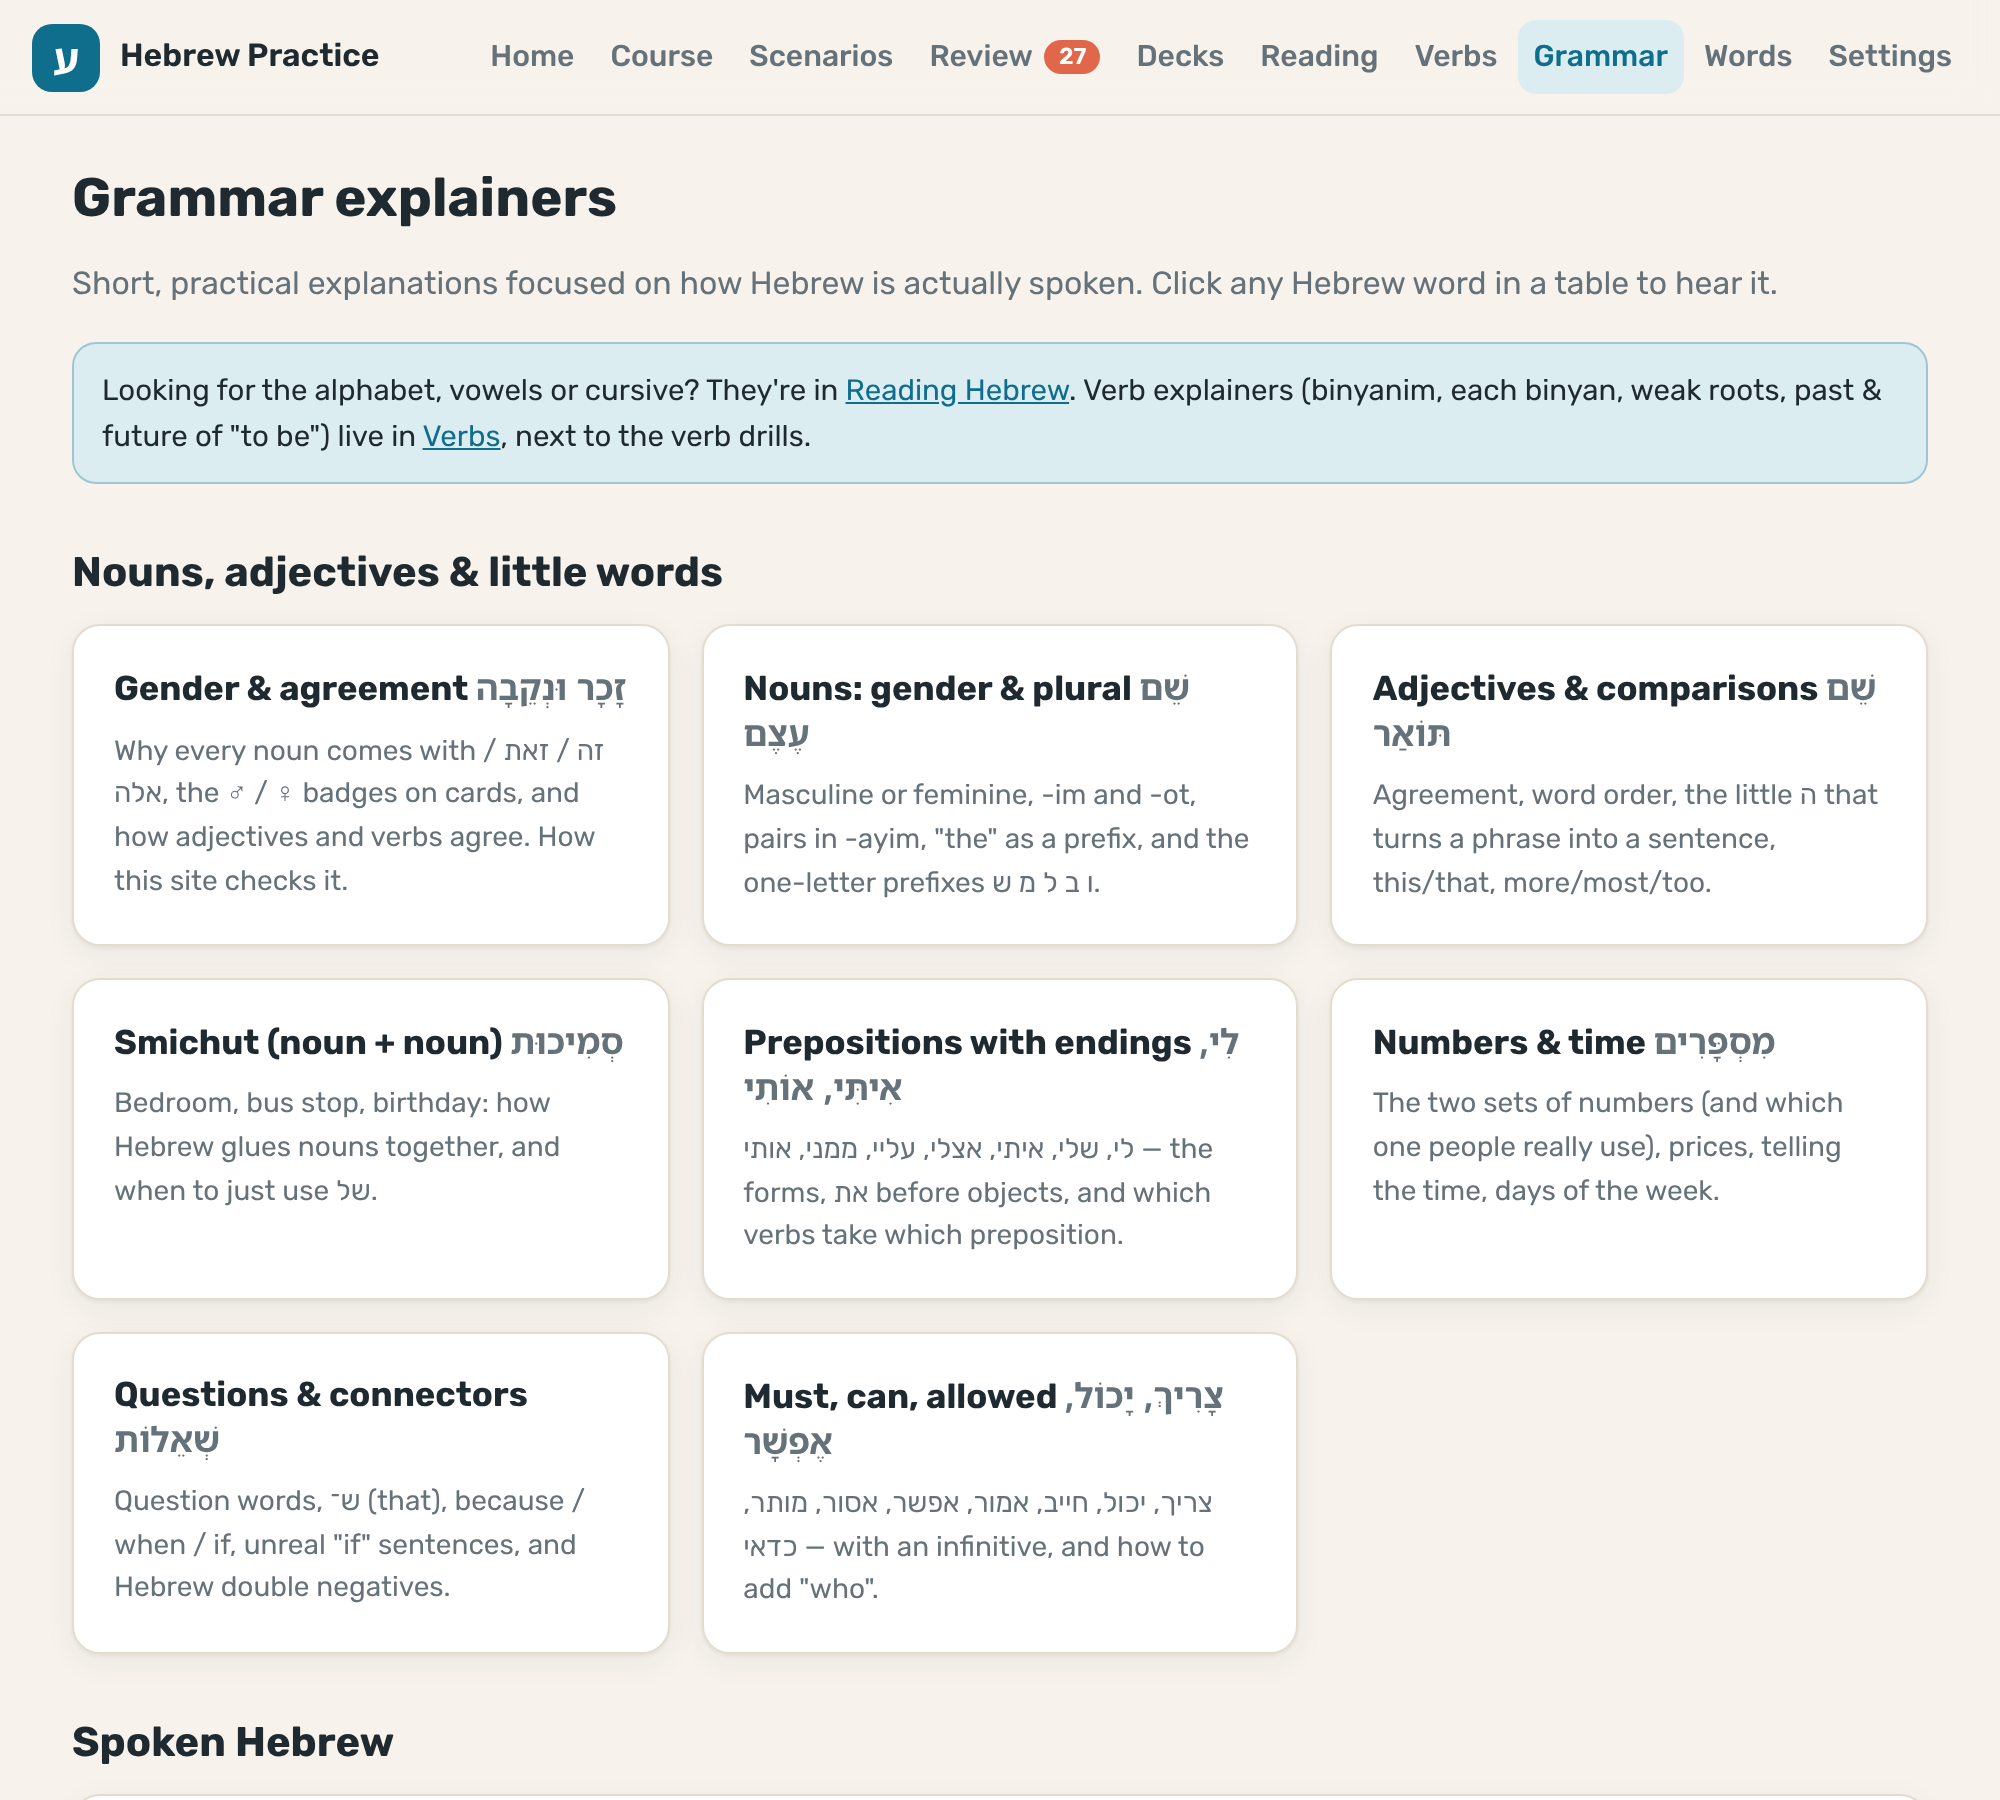 ע Hebrew Practice Home Course Scenarios Review 27 Decks Reading Verbs Grammar Words Settings
Grammar explainers
Short, practical explanations focused on how Hebrew is actually spoken. Click any Hebrew word in a table to hear it.
Looking for the alphabet, vowels or cursive? They're in Reading Hebrew. Verb explainers (binyanim, each binyan, weak roots, past &
future of "to be") live in Verbs, next to the verb drills.
Nouns, adjectives & little words
Gender & agreement זָכָר וּנְקֵבָה
Why every noun comes with זה / זאת /
אלה, the ♂ / ♀ badges on cards, and
how adjectives and verbs agree. How
this site checks it.
Nouns: gender & plural שֵׁם
עֶצֶם
Masculine or feminine, -im and -ot,
pairs in -ayim, "the" as a prefix, and the
one-letter prefixes ו ב ל מ ש.
Adjectives & comparisons שֵׁם
תּוֹאַר
Agreement, word order, the little ה that
turns a phrase into a sentence,
this/that, more/most/too.
Smichut (noun + noun) סְמִיכוּת
Bedroom, bus stop, birthday: how
Hebrew glues nouns together, and
when to just use של.
Prepositions with endings לִי,
אִיתִּי, אוֹתִי
לי, שלי, איתי, אצלי, עליי, ממני, אותי — the
forms, את before objects, and which
verbs take which preposition.
Numbers & time מִסְפָּרִים
The two sets of numbers (and which
one people really use), prices, telling
the time, days of the week.
Questions & connectors
שְׁאֵלוֹת
Question words, ש־ (that), because /
when / if, unreal "if" sentences, and
Hebrew double negatives.
Must, can, allowed צָרִיךְ, יָכוֹל,
אֶפְשָׁר
צריך, יכול, חייב, אמור, אפשר, אסור, מותר,
כדאי — with an infinitive, and how to
add "who".
Spoken Hebrew